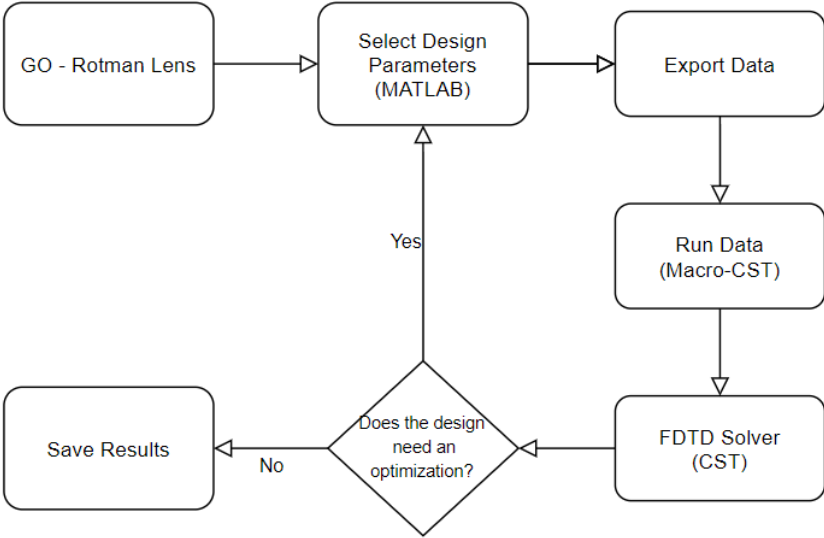 GO - Rotman Lens
Select Design
Parameters
(MATLAB)
Export Data
Run Data
(Macro-CST)
Yes
FDTD Solver
(CST)
Does the design
need an
optimization?
No
Save Results